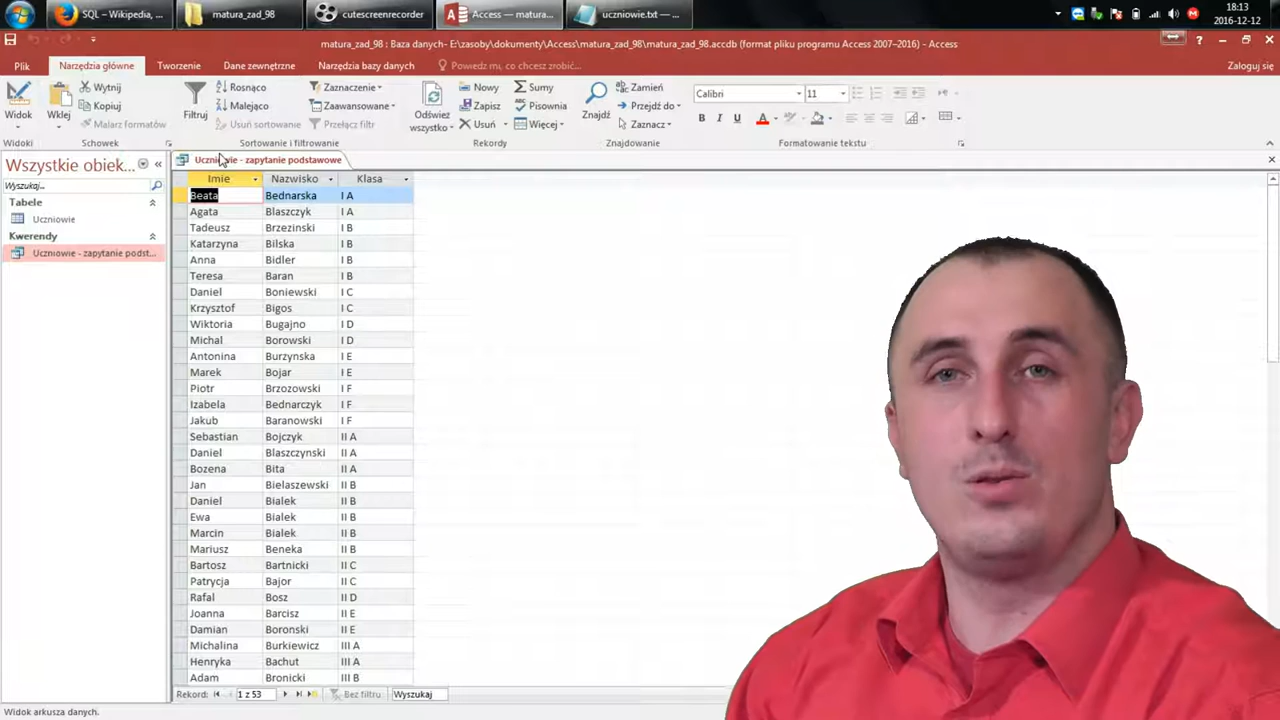 SQL – Wikipedia, ...
matura_zad_98
cutescreenrecorder
Access — matura...
uczniowie.txt — ...
18:13
2016-12-12
matura_zad_98 : Baza danych- E:\zasoby\dokumenty\Access\matura_zad_98\matura_zad_98.accdb (format pliku programu Access 2007–2016) - Access
Plik
Narzędzia główne
Tworzenie
Dane zewnętrzne
Narzędzia bazy danych
Powiedz mi, co chcesz zrobić...
Zaloguj się
Widok
Wklej
Wytnij
Kopiuj
Malarz formatów
Filtruj
Rosnąco
Malejąco
Usuń sortowanie
Zaznaczenie
Zaawansowane
Przełącz filtr
Odśwież
wszystko
Nowy
Zapisz
Usuń
Sumy
Pisownia
Więcej
Znajdź
Zamień
Przejdź do
Zaznacz
Calibri
11
B I U
Widoki
Schowek
Sortowanie i filtrowanie
Rekordy
Znajdowanie
Formatowanie tekstu
Wszystkie obiek...
Wyszukaj...
Tabele
Uczniowie
Kwerendy
Uczniowie - zapytanie podst...
Uczniowie - zapytanie podstawowe
Imie Nazwisko Klasa
Beata Bednarska I A
Agata Blaszczyk I A
Tadeusz Brzezinski I B
Katarzyna Bilska I B
Anna Bidler I B
Teresa Baran I B
Daniel Boniewski I C
Krzysztof Bigos I C
Wiktoria Bugajno I D
Michal Borowski I D
Antonina Burzynska I E
Marek Bojar I E
Piotr Brzozowski I F
Izabela Bednarczyk I F
Jakub Baranowski I F
Sebastian Bojczyk II A
Daniel Blaszczynski II A
Bozena Bita II A
Jan Bielaszewski II B
Daniel Bialek II B
Ewa Bialek II B
Marcin Bialek II B
Mariusz Beneka II B
Bartosz Bartnicki II C
Patrycja Bajor II C
Rafal Bosz II D
Joanna Barcisz II E
Damian Boronski II E
Michalina Burkiewicz III A
Henryka Bachut III A
Adam Bronicki III B
Rekord: 1 z 53 Bez filtru Wyszukaj
Widok arkusza danych.